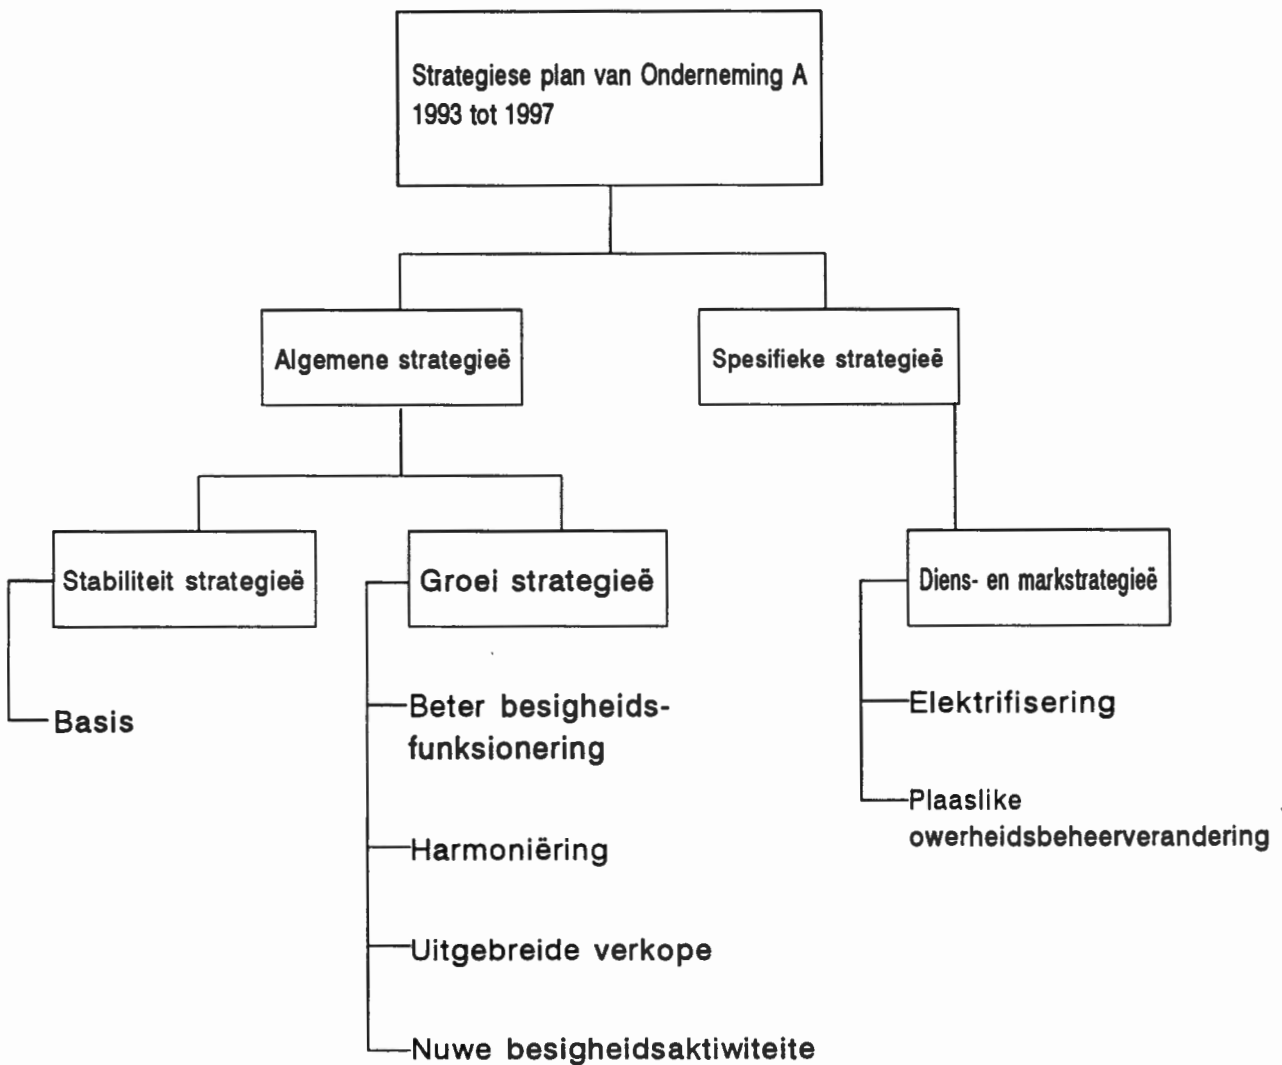 Strategiese plan van Onderneming A
1993 tot 1997
Algemene strategieë
Spesifieke strategieë
Stabiliteit strategieë
Groei strategieë
Diens- en markstrategieë
Basis
Beter besigheids-
funksionering
Harmoniëring
Uitgebreide verkope
Nuwe besigheidsaktiwiteite
Elektrifisering
Plaaslike
owerheidsbeheerverandering